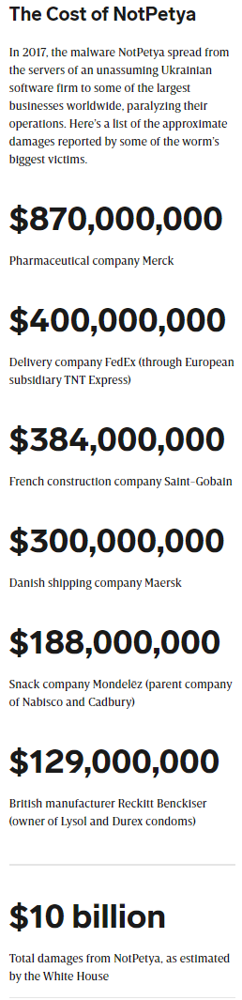 The Cost of NotPetya
In 2017, the malware NotPetya spread from
the servers of an unassuming Ukrainian
software firm to some of the largest
businesses worldwide, paralyzing their
operations. Here's a list of the approximate
damages reported by some of the worm's
biggest victims.
$870,000,000
Pharmaceutical company Merck
$400,000,000
Delivery company FedEx (through European
subsidiary TNT Express)
$384,000,000
French construction company Saint-Gobain
$300,000,000
Danish shipping company Maersk
$188,000,000
Snack company Mondelēz (parent company
of Nabisco and Cadbury)
$129,000,000
British manufacturer Reckitt Benckiser
(owner of Lysol and Durex condoms)
$10 billion
Total damages from NotPetya, as estimated
by the White House